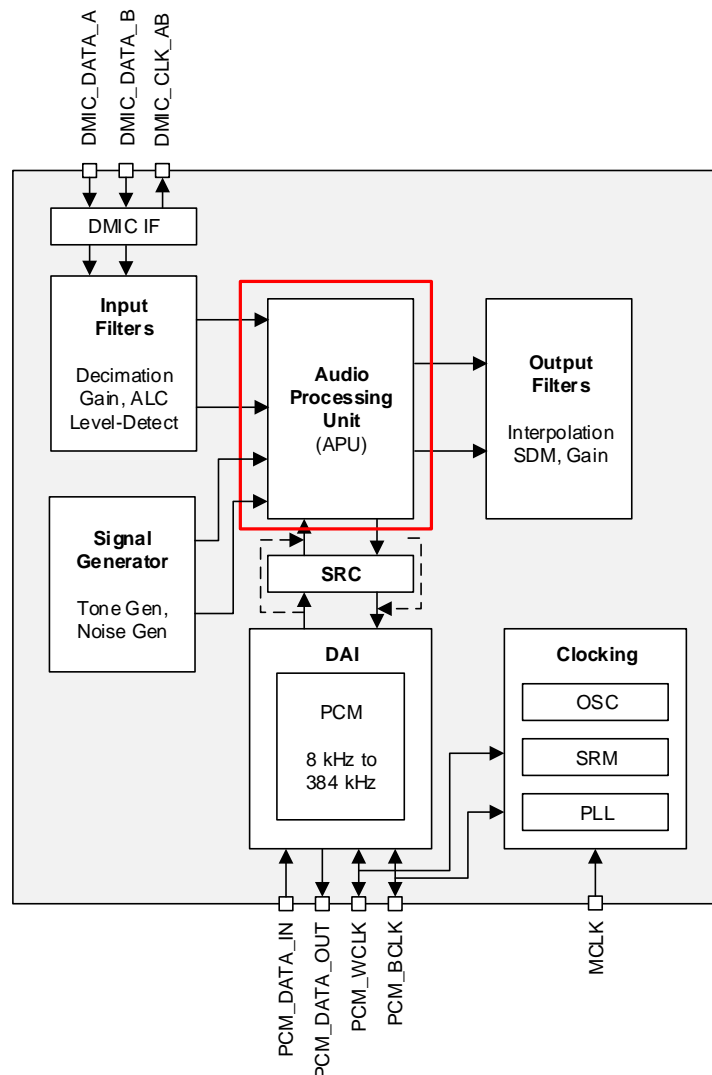 DMIC_DATA_A
DMIC_DATA_B
DMIC_CLK_AB
DMIC IF
Input
Filters
Decimation
Gain, ALC
Level-Detect
Audio
Processing
Unit
(APU)
Output
Filters
Interpolation
SDM, Gain
Signal
Generator
Tone Gen,
Noise Gen
SRC
DAI
PCM
8 kHz to
384 kHz
Clocking
OSC
SRM
PLL
PCM_DATA_IN
PCM_DATA_OUT
PCM_WCLK
PCM_BCLK
MCLK